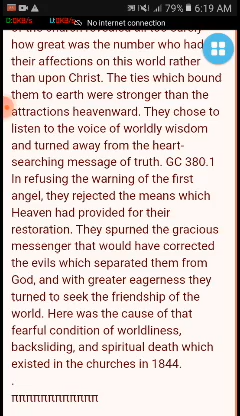 0:0KB/s 0:0KB/s 79% 6:19 AM
No internet connection
how great was the number who had
their affections on this world rather
than upon Christ. The ties which bound
them to earth were stronger than the
attractions heavenward. They chose to
listen to the voice of worldly wisdom
and turned away from the heart-
searching message of truth. GC 380.1
In refusing the warning of the first
angel, they rejected the means which
Heaven had provided for their
restoration. They spurned the gracious
messenger that would have corrected
the evils which separated them from
God, and with greater eagerness they
turned to seek the friendship of the
world. Here was the cause of that
fearful condition of worldliness,
backsliding, and spiritual death which
existed in the churches in 1844.
.
πππππππππππππ